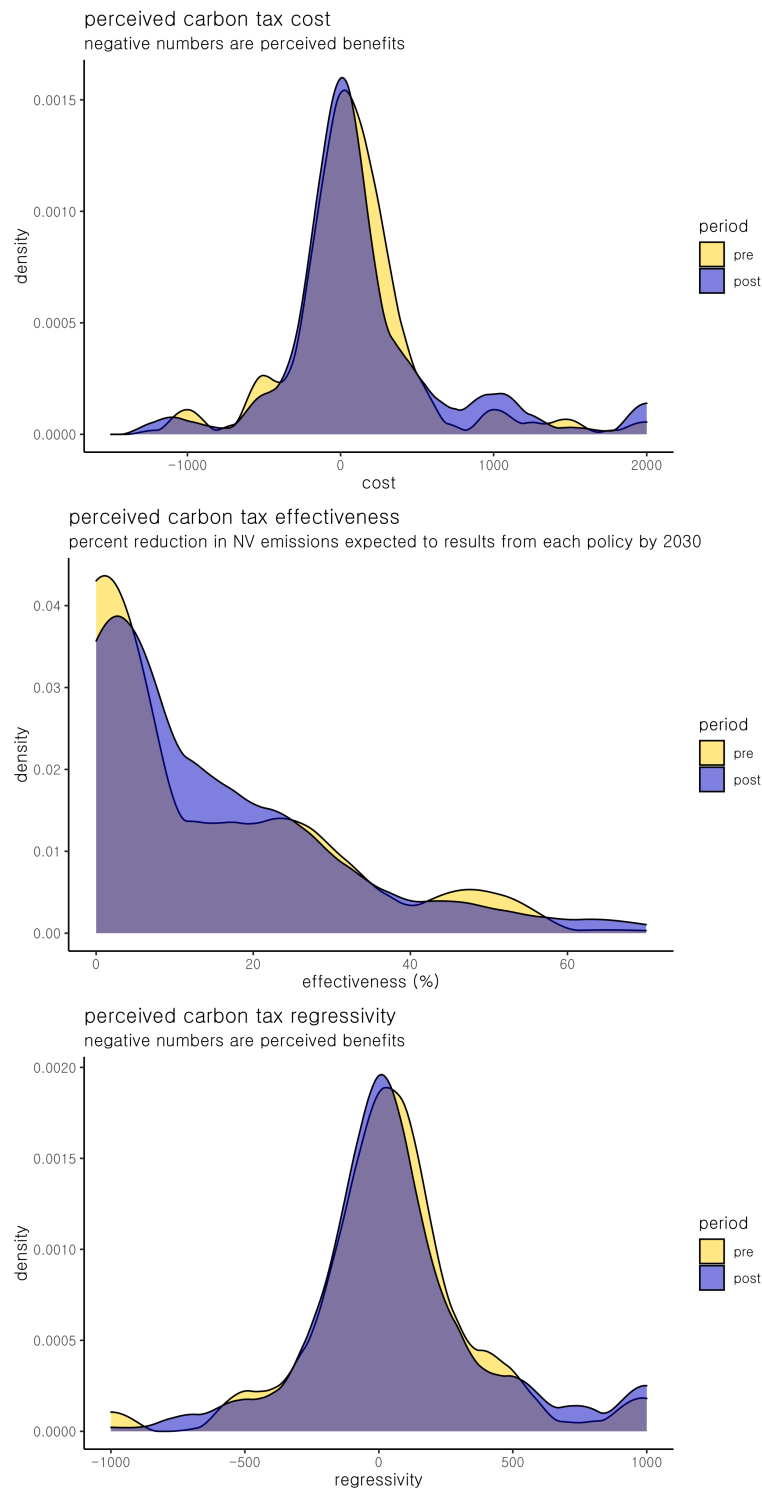 perceived carbon tax cost
negative numbers are perceived benefits
density
0.0015
0.0010
0.0005
0.0000
−1000 0 1000 2000
cost
period
pre
post
perceived carbon tax effectiveness
percent reduction in NV emissions expected to results from each policy by 2030
density
0.04
0.03
0.02
0.01
0.00
0 20 40 60
effectiveness (%)
period
pre
post
perceived carbon tax regressivity
negative numbers are perceived benefits
density
0.0020
0.0015
0.0010
0.0005
0.0000
−1000 −500 0 500 1000
regressivity
period
pre
post